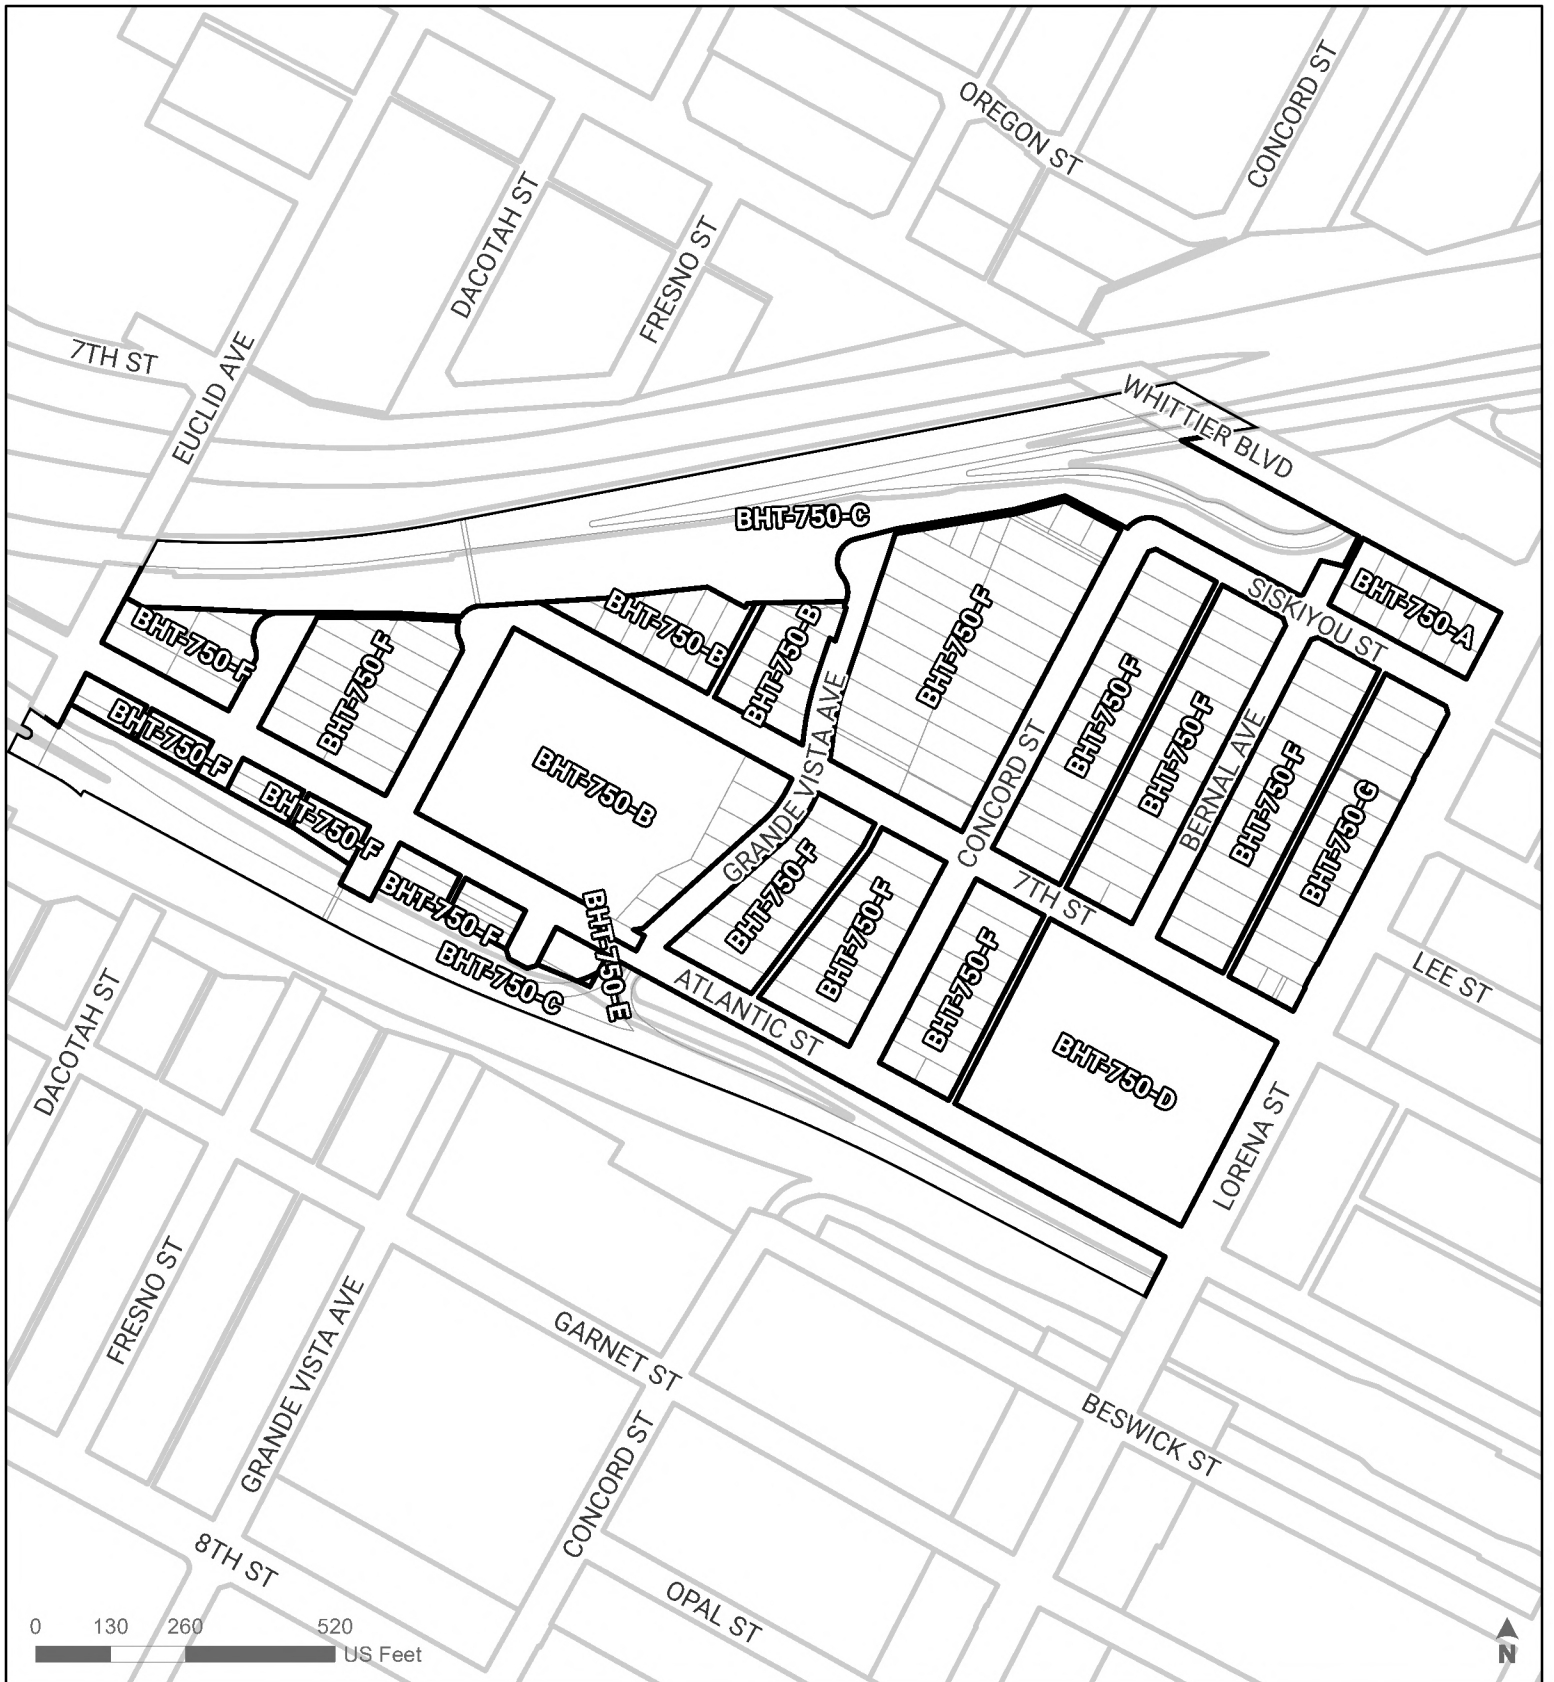 OREGON ST
CONCORD ST
DACOTAH ST
FRESNO ST
7TH ST
EUCLID AVE
WHITTIER BLVD
BHT-750-C
BHT-750-A
SISKIYOU ST
BHT-750-B
BHT-750-B
BHT-750-F
BHT-750-F
BHT-750-F
BHT-750-F
BHT-750-F
BHT-750-F
BHT-750-G
GRANDE VISTA AVE
CONCORD ST
BERNAL AVE
BHT-750-F
BHT-750-F
BHT-750-B
BHT-750-F
BHT-750-F
BHT-750-F
7TH ST
BHT-750-F
BHT-750-E
BHT-750-C
ATLANTIC ST
BHT-750-D
LEE ST
LORENA ST
DACOTAH ST
FRESNO ST
GRANDE VISTA AVE
GARNET ST
CONCORD ST
BESWICK ST
8TH ST
OPAL ST
0 130 260 520
US Feet
N